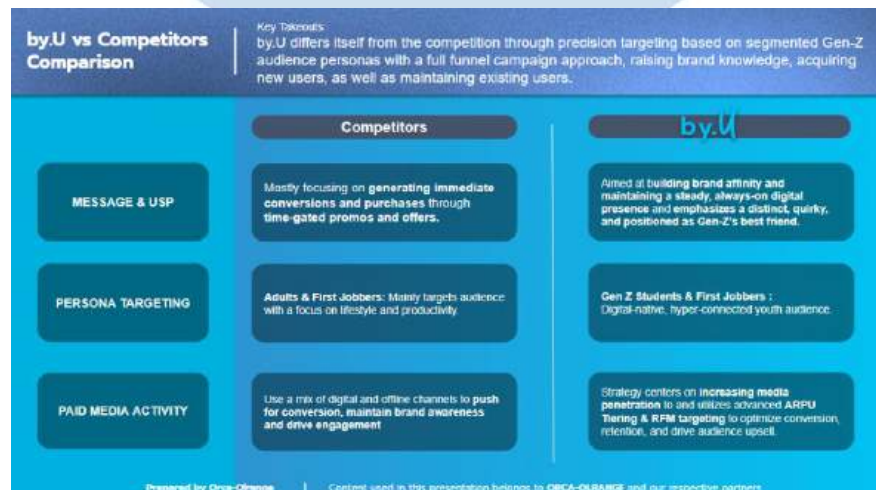 by.U vs Competitors
Comparison
Key Takeouts:
by.U differs itself from the competition through precision targeting based on segmented Gen-Z
audience personas with a full funnel campaign approach, raising brand knowledge, acquiring
new users, as well as maintaining existing users.
Competitors
by.U
MESSAGE & USP
Mostly focusing on generating immediate
conversions and purchases through
time-gated promos and offers.
Aimed at building brand affinity and
maintaining a steady, always-on digital
presence and emphasizes a distinct, quirky,
and positioned as Gen-Z's best friend.
PERSONA TARGETING
Adults & First Jobbers: Mainly targets audience
with a focus on lifestyle and productivity
Gen Z Students & First Jobbers :
Digital-native, hyper-connected youth audience.
PAID MEDIA ACTIVITY
Use a mix of digital and offline channels to push
for conversion, maintain brand awareness
and drive engagement
Strategy centers on increasing media
penetration to and utilizes advanced ARPU
Tiering & RFM targeting to optimize conversion,
retention, and drive audience upsell.
Prepared by Orca-Olrange | Content used in this presentation belongs to ORCA-OLRANGE and our respective partners